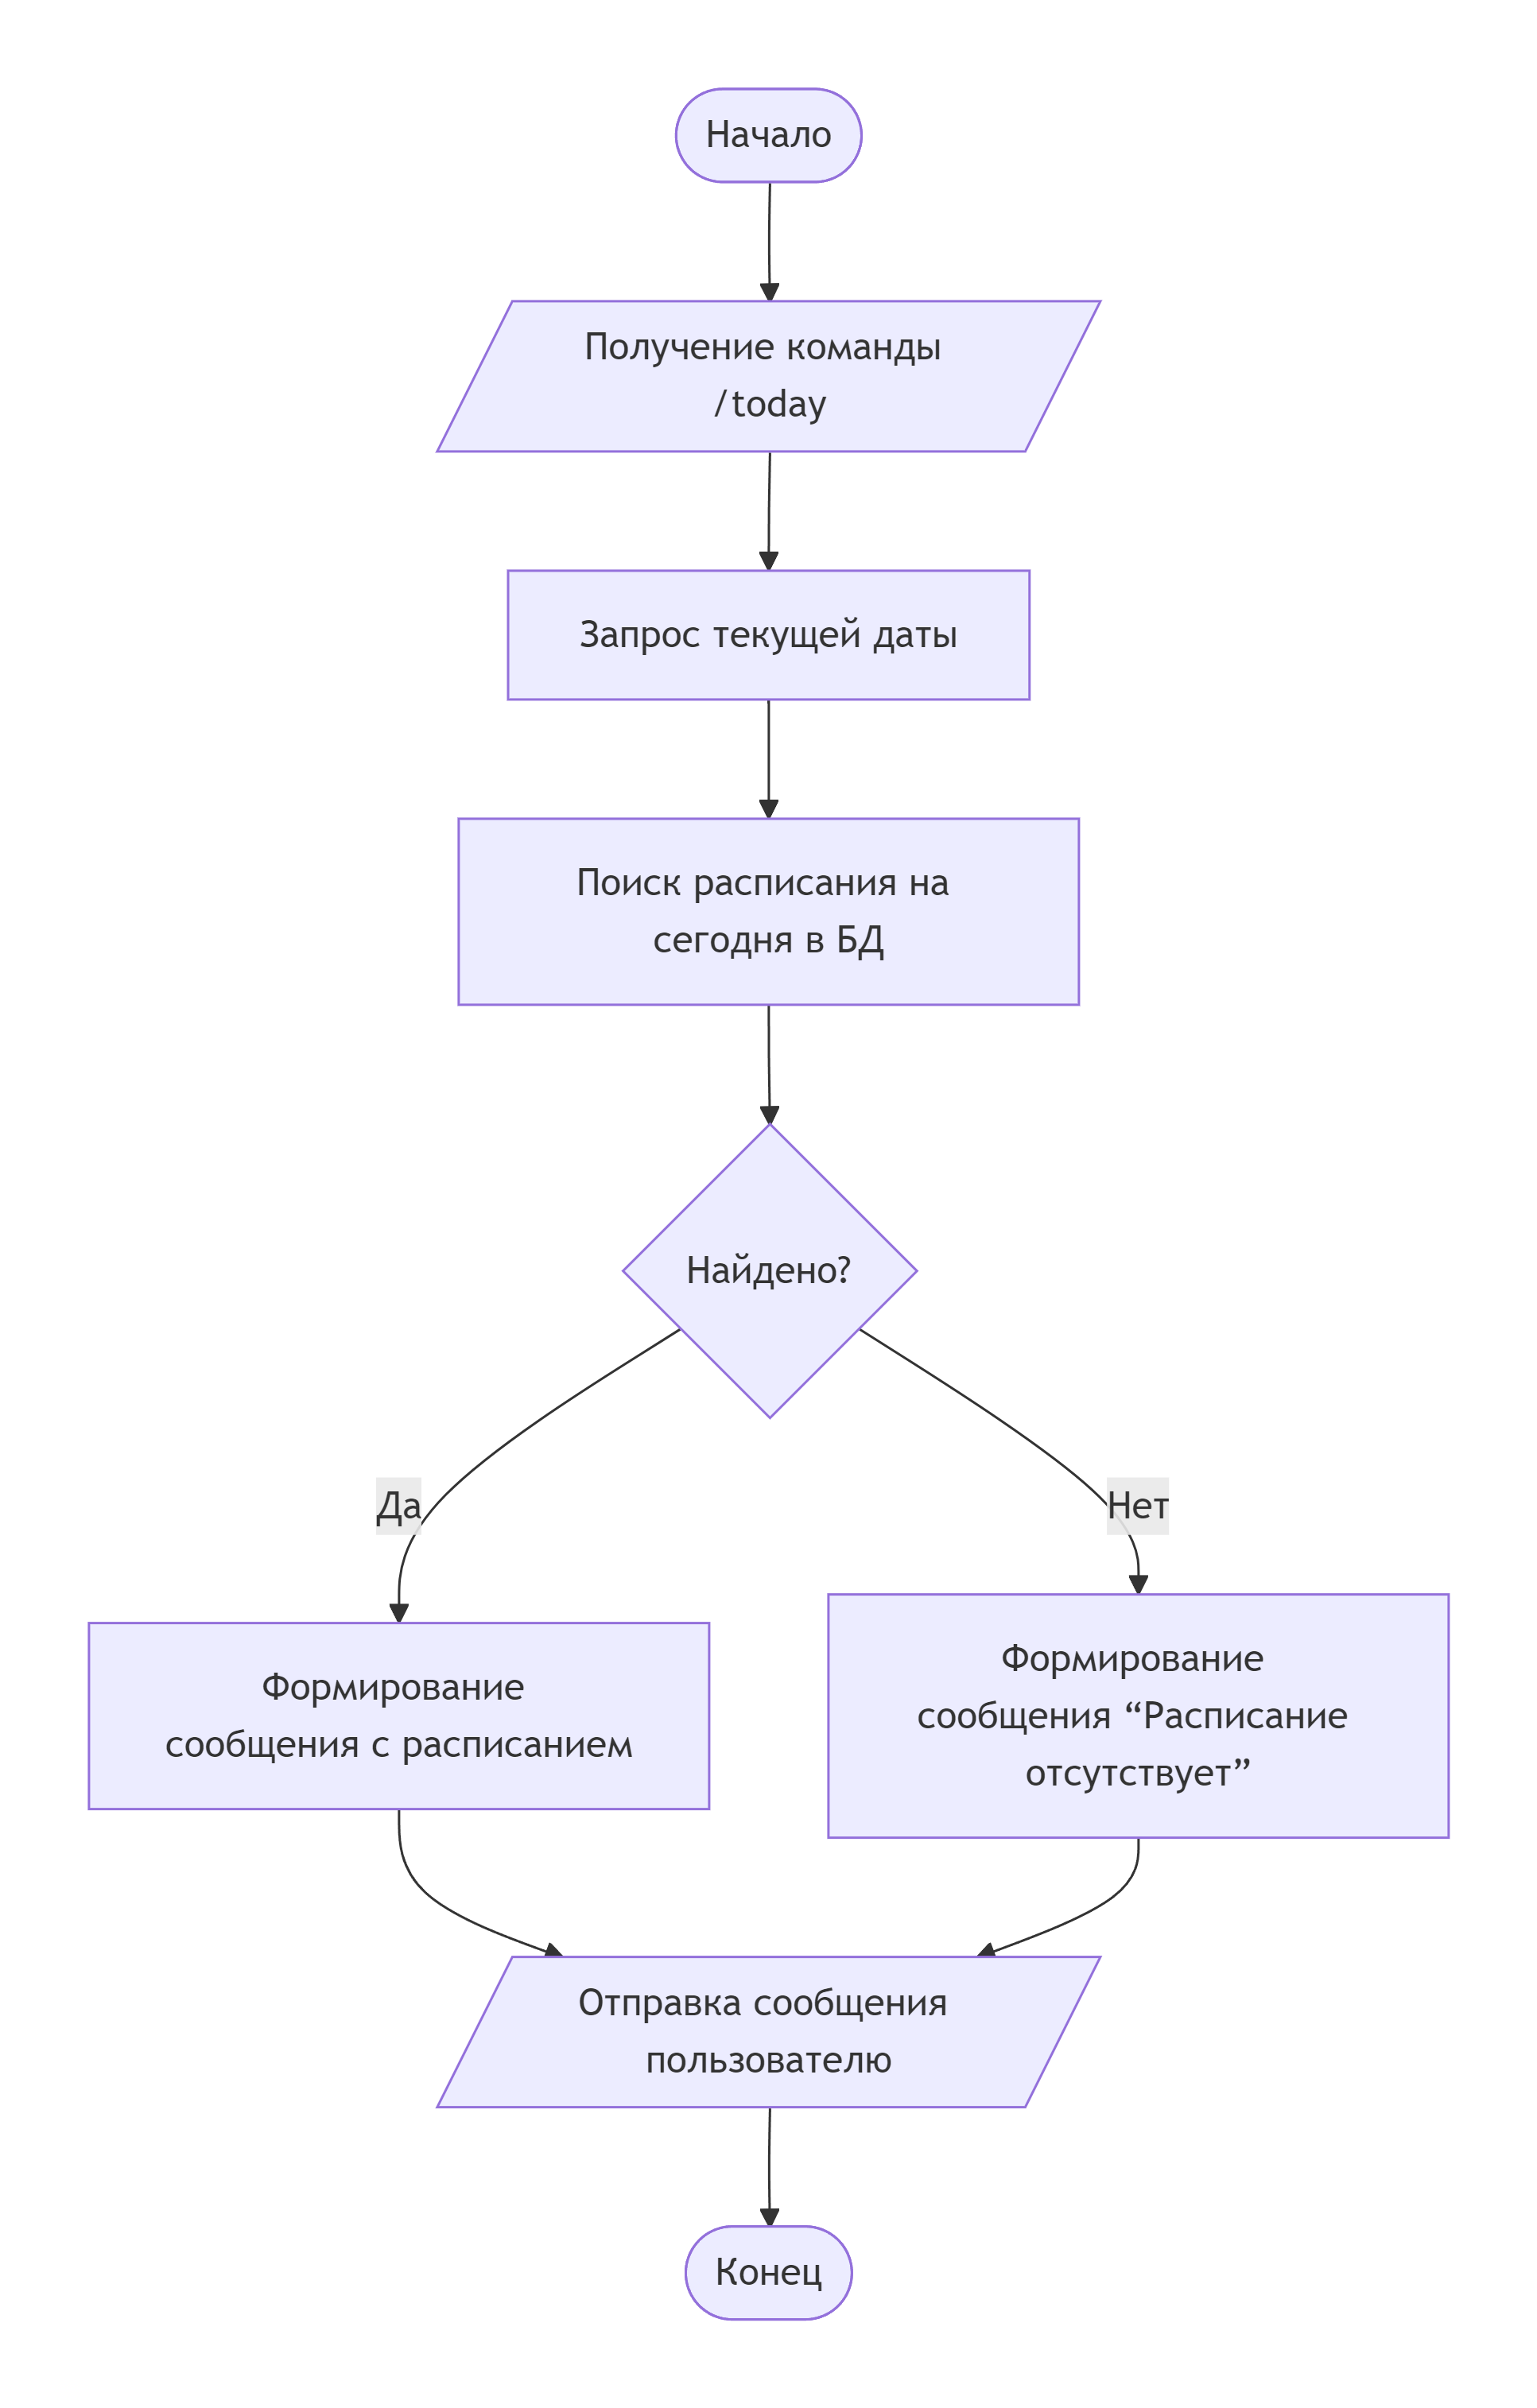 Начало
Получение команды
/today
Запрос текущей даты
Поиск расписания на
сегодня в БД
Найдено?
Да
Нет
Формирование
сообщения с расписанием
Формирование
сообщения “Расписание
отсутствует”
Отправка сообщения
пользователю
Конец